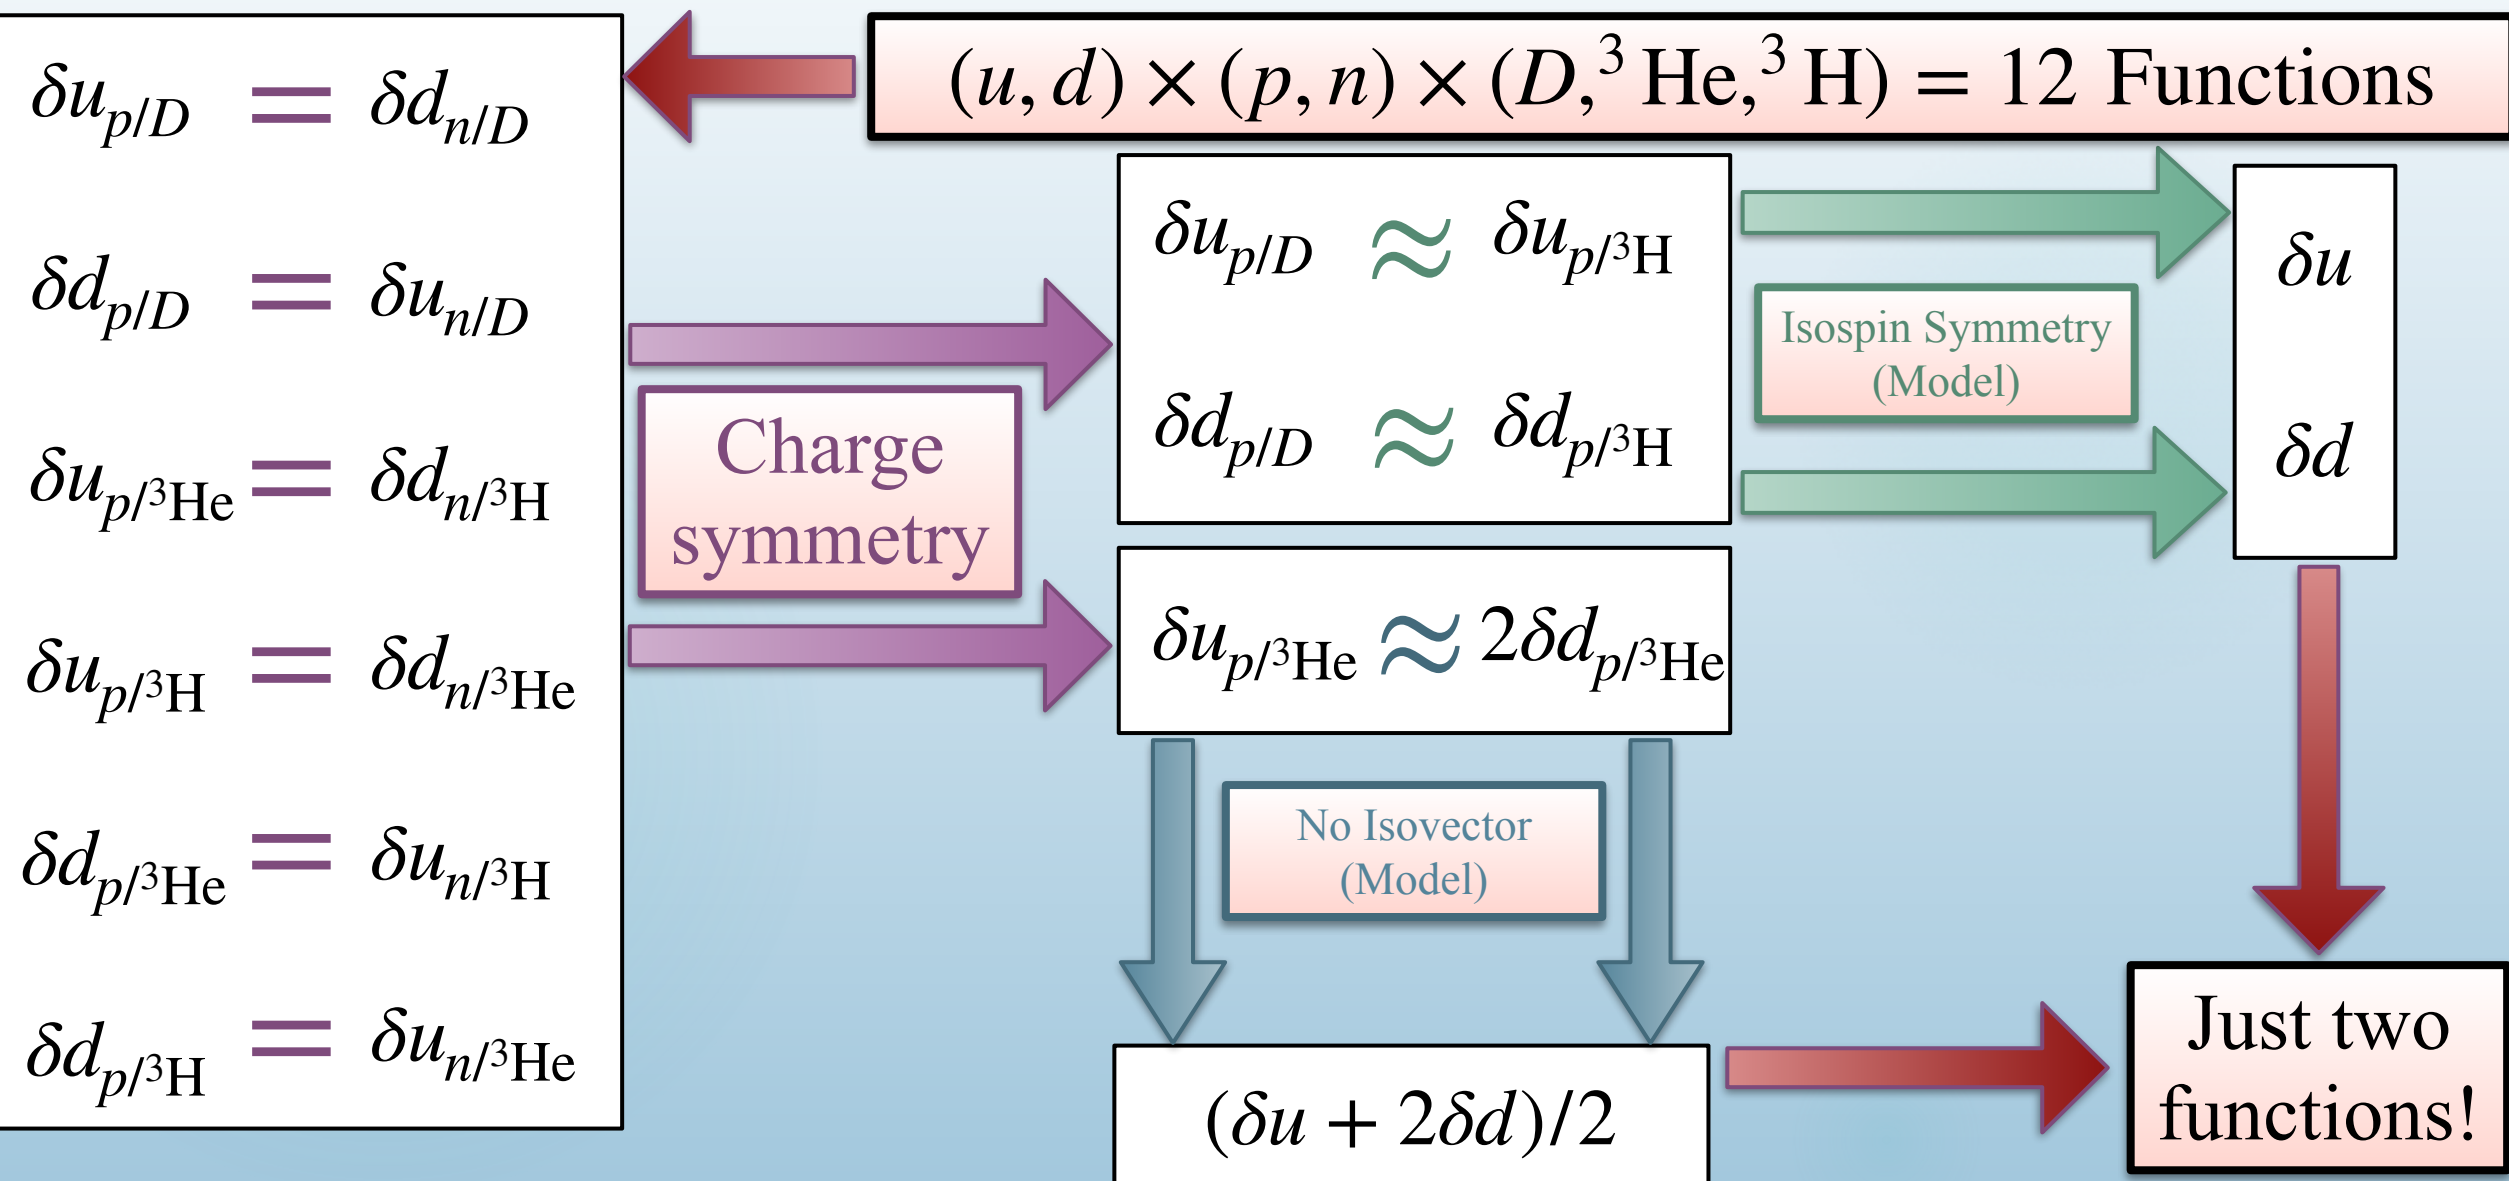 (u, d) × (p, n) × (D, ³He, ³H) = 12 Functions
δu_{p/D} = δd_{n/D}
δd_{p/D} = δu_{n/D}
δu_{p/³He} = δd_{n/³H}
δu_{p/³H} = δd_{n/³He}
δd_{p/³He} = δu_{n/³H}
δd_{p/³H} = δu_{n/³He}
Charge
symmetry
δu_{p/D} ≈ δu_{p/³H}
δd_{p/D} ≈ δd_{p/³H}
δu_{p/³He} ≈ 2δd_{p/³He}
Isospin Symmetry
(Model)
δu
δd
No Isovector
(Model)
(δu + 2δd)/2
Just two
functions!